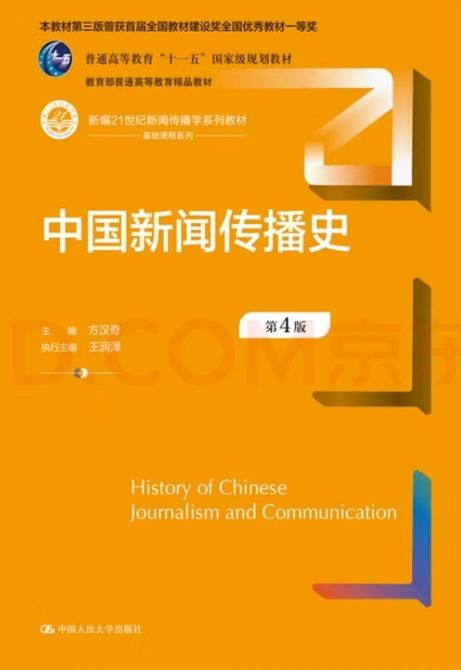 本教材第三版曾获首届全国教材建设奖全国优秀教材一等奖
十一五
普通高等教育“十一五”国家级规划教材
教育部普通高等教育精品教材
21
新编21世纪新闻传播学系列教材
基础课程系列
21
中国新闻传播史
第4版
主 编 方汉奇
执行主编 王润泽
D.COM京东
History of Chinese
Journalism and Communication
中国人民大学出版社